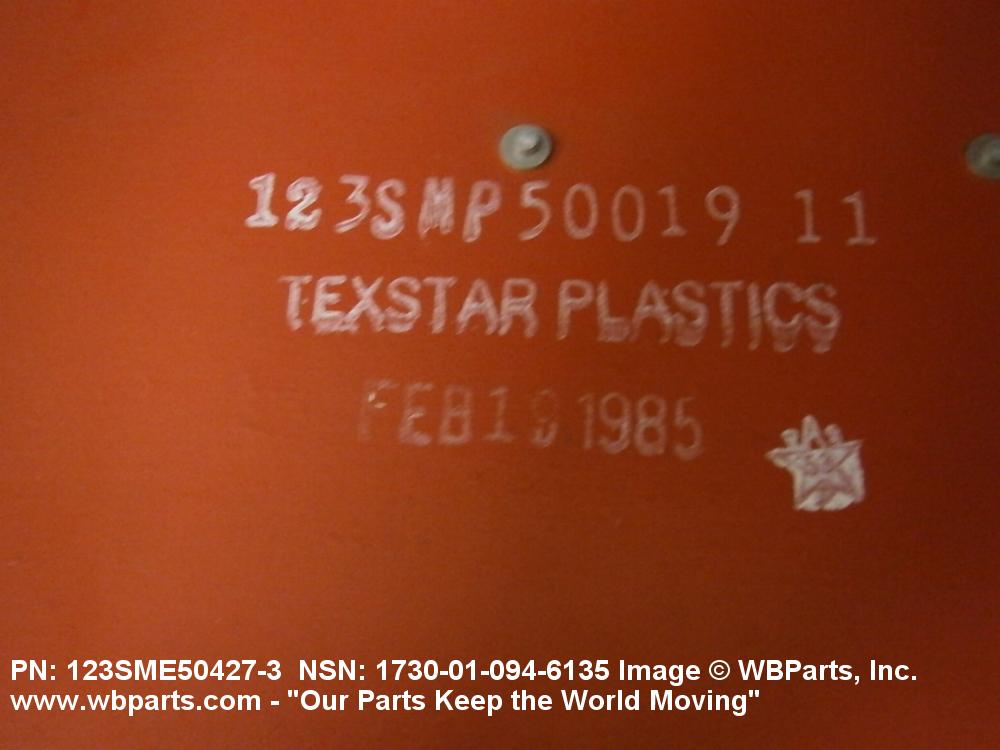 123SMP50019 11
TEXSTAR PLASTICS
1985
PN: 123SME50427-3 NSN: 1730-01-094-6135 Image © WBParts, Inc.
www.wbparts.com - "Our Parts Keep the World Moving"